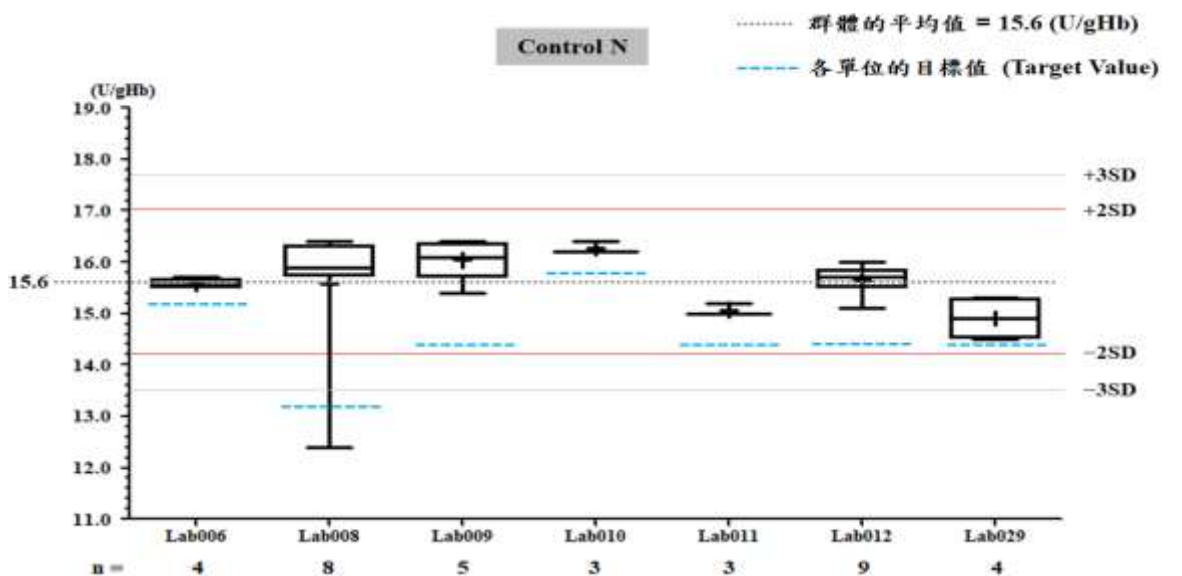 群體的平均值 = 15.6 (U/gHb)
Control N
各單位的目標值 (Target Value)
(U/gHb)
19.0
18.0
+3SD
17.0
+2SD
16.0
15.6
15.0
−2SD
14.0
−3SD
13.0
12.0
11.0
Lab006 Lab008 Lab009 Lab010 Lab011 Lab012 Lab029
n = 4 8 5 3 3 9 4